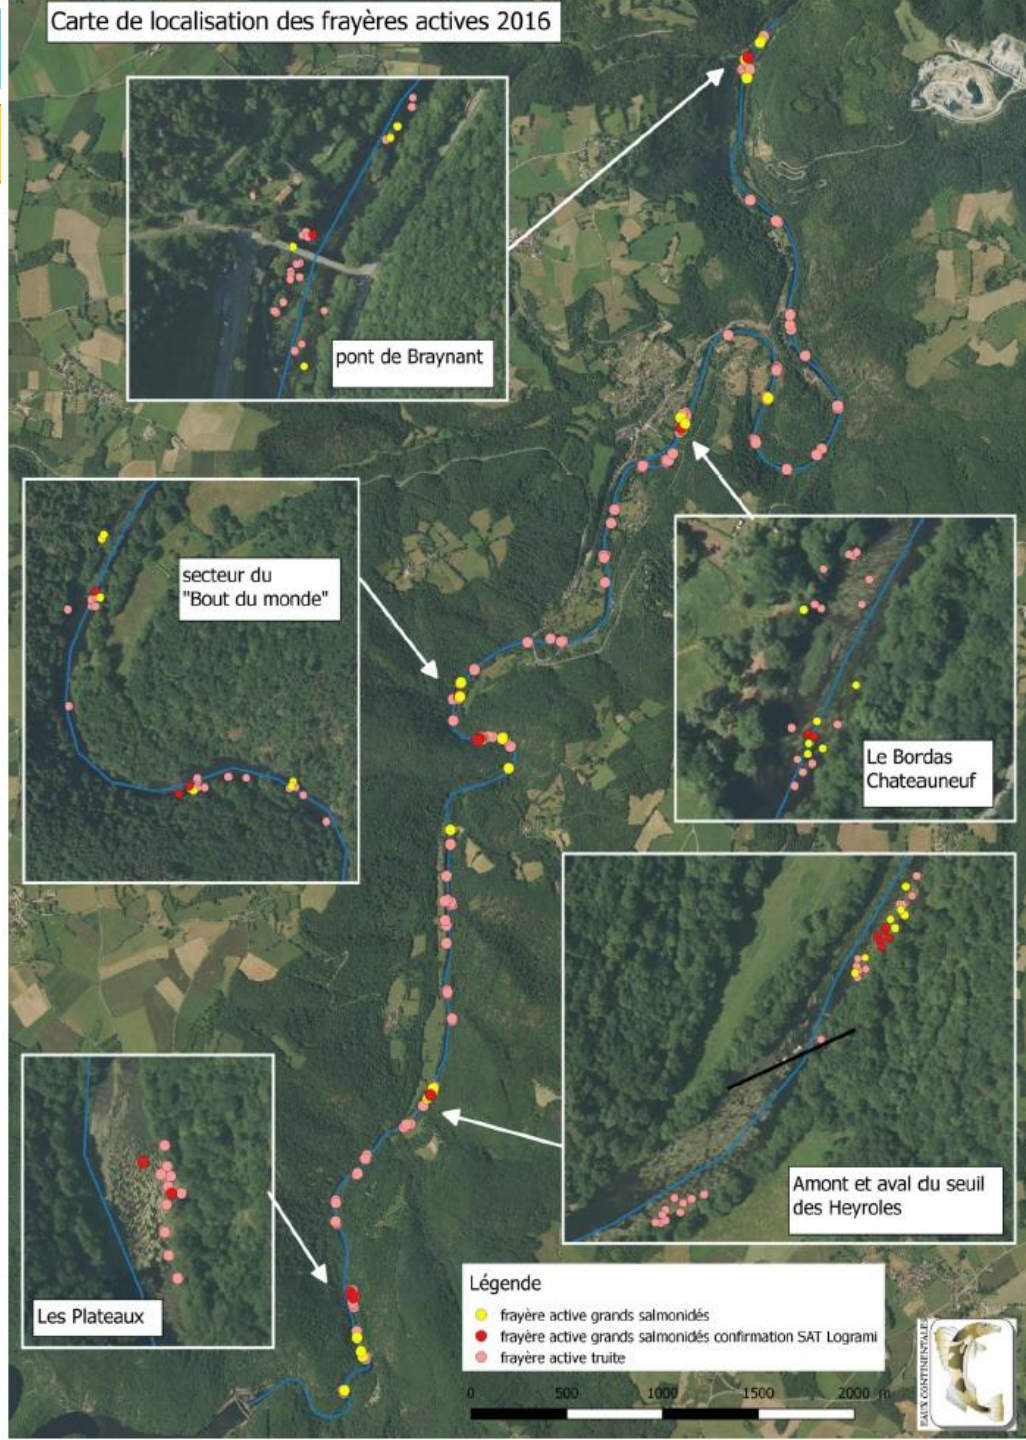 Carte de localisation des frayères actives 2016
pont de Braynant
secteur du
"Bout du monde"
Le Bordas
Chateauneuf
Amont et aval du seuil
des Heyroles
Les Plateaux
Légende
frayère active grands salmonidés
frayère active grands salmonidés confirmation SAT Logrami
frayère active truite
0 500 1000 1500 2000 m
EAUX CONTINENTALES